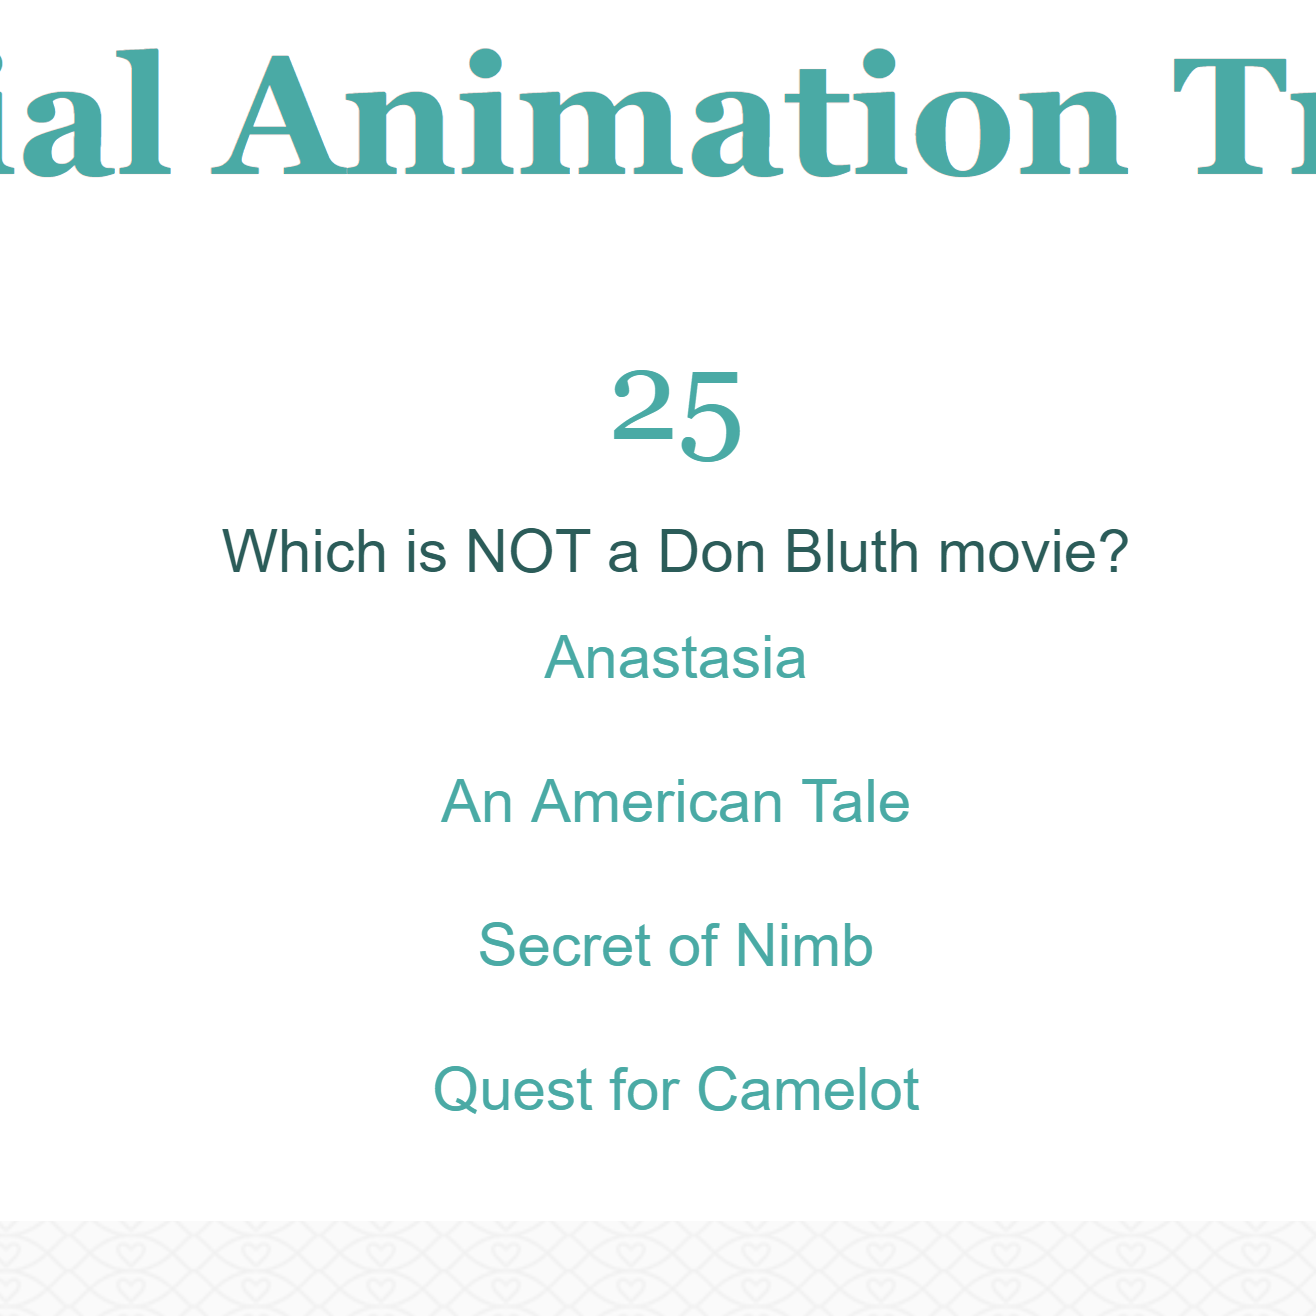 ial Animation Tr
25
Which is NOT a Don Bluth movie?
Anastasia
An American Tale
Secret of Nimb
Quest for Camelot